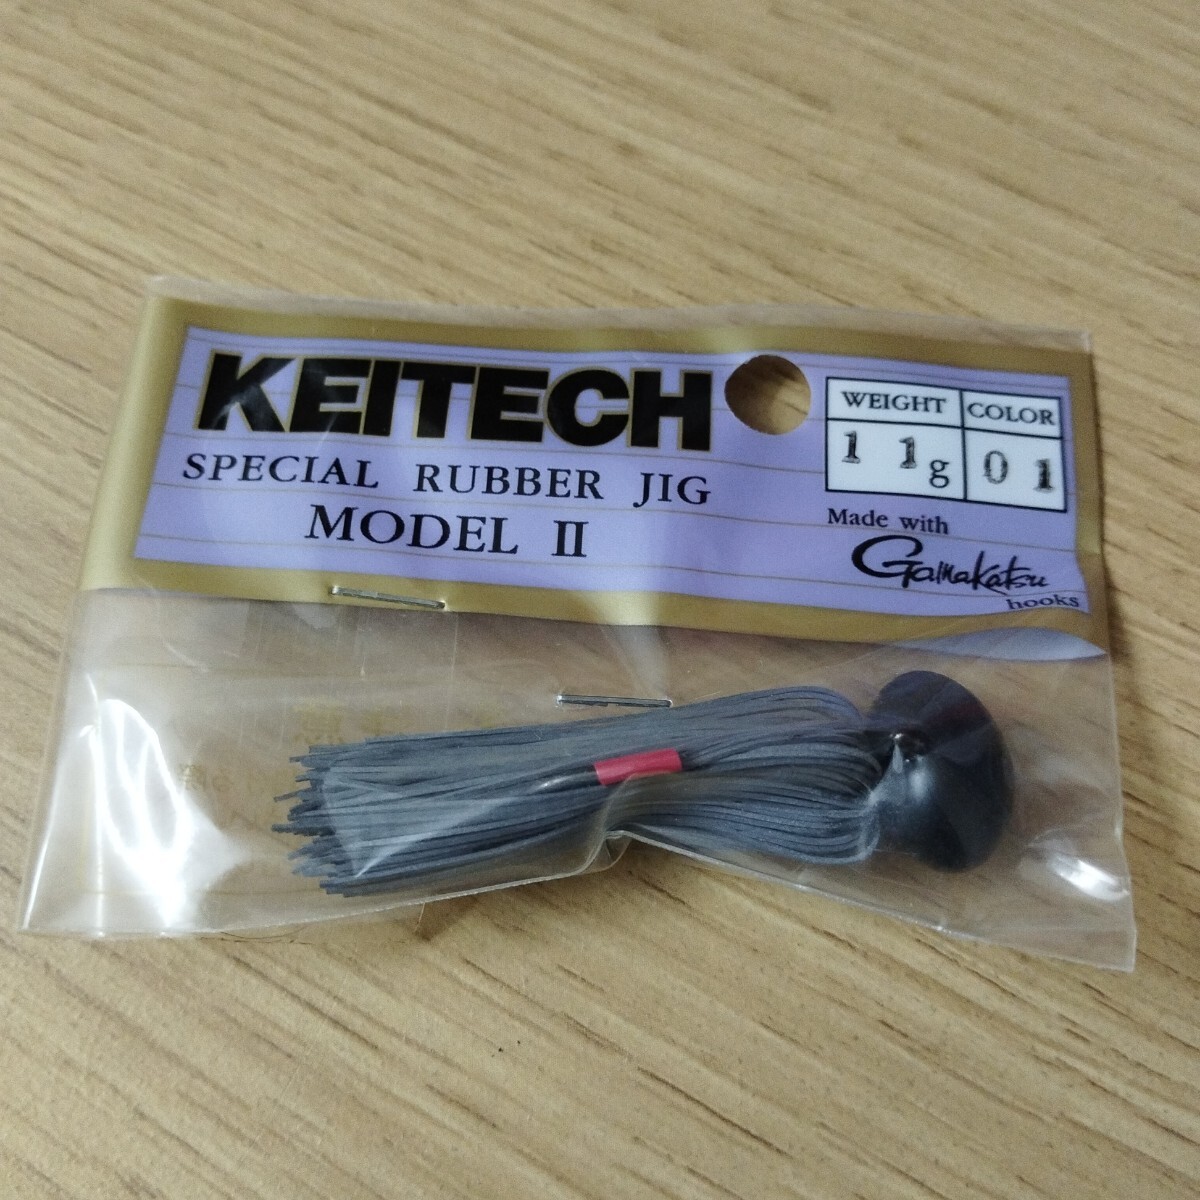 KEITECH
SPECIAL RUBBER JIG
MODEL II
WEIGHT COLOR
11g 01
Made with
Gamakatsu
hooks